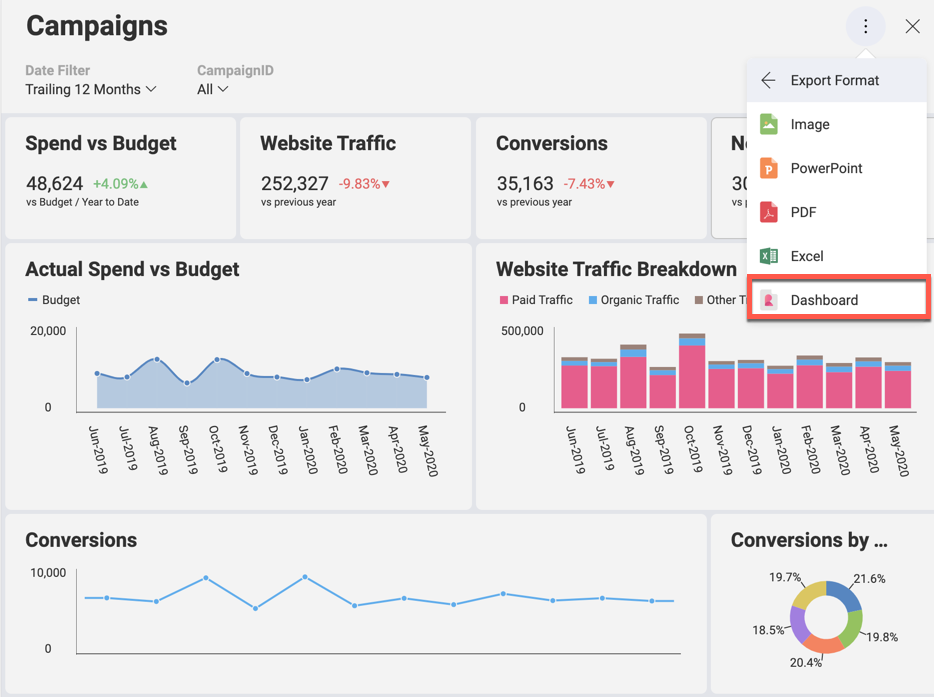 Campaigns
Date Filter
Trailing 12 Months
CampaignID
All
Export Format
Image
PowerPoint
PDF
Excel
Dashboard
Spend vs Budget
48,624 +4.09%▲
vs Budget / Year to Date
Website Traffic
252,327 -9.83%▼
vs previous year
Conversions
35,163 -7.43%▼
vs previous year
Actual Spend vs Budget
Budget
20,000
0
Jun-2019
Jul-2019
Aug-2019
Sep-2019
Oct-2019
Nov-2019
Dec-2019
Jan-2020
Feb-2020
Mar-2020
Apr-2020
May-2020
Website Traffic Breakdown
Paid Traffic Organic Traffic Other
500,000
0
Jun-2019
Jul-2019
Aug-2019
Sep-2019
Oct-2019
Nov-2019
Dec-2019
Jan-2020
Feb-2020
Mar-2020
Apr-2020
May-2020
Conversions
10,000
0
Conversions by ...
19.7%
21.6%
18.5%
19.8%
20.4%